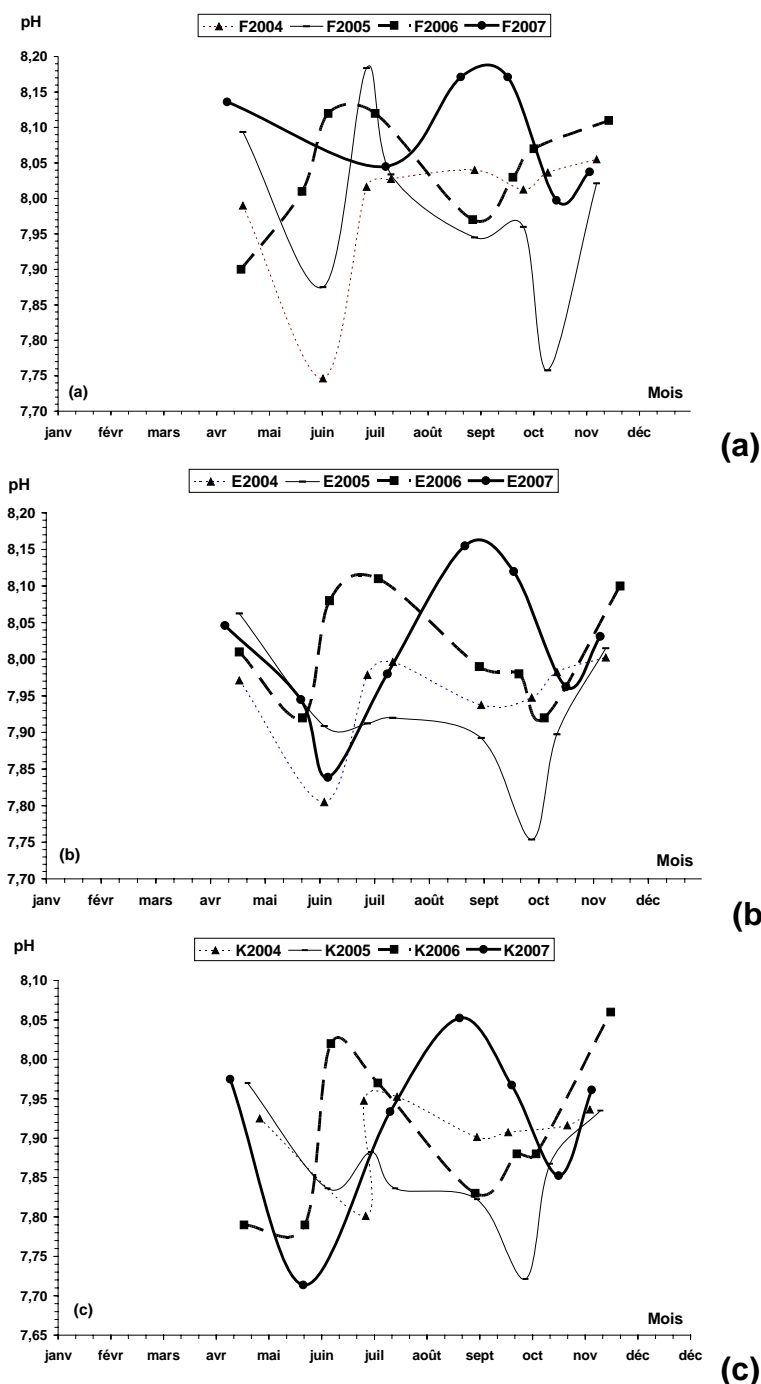 pH
F2004 F2005 F2006 F2007
8,20
8,15
8,10
8,05
8,00
7,95
7,90
7,85
7,80
7,75
7,70
(a)
Mois
janv févr mars avr mai juin juil août sept oct nov déc
(a)
pH
E2004 E2005 E2006 E2007
8,20
8,15
8,10
8,05
8,00
7,95
7,90
7,85
7,80
7,75
7,70
(b)
Mois
janv févr mars avr mai juin juil août sept oct nov déc
(b
pH
K2004 K2005 K2006 K2007
8,10
8,05
8,00
7,95
7,90
7,85
7,80
7,75
7,70
7,65
(c)
Mois
janv févr mars avr mai juin juil août sept oct nov déc déc
(c)